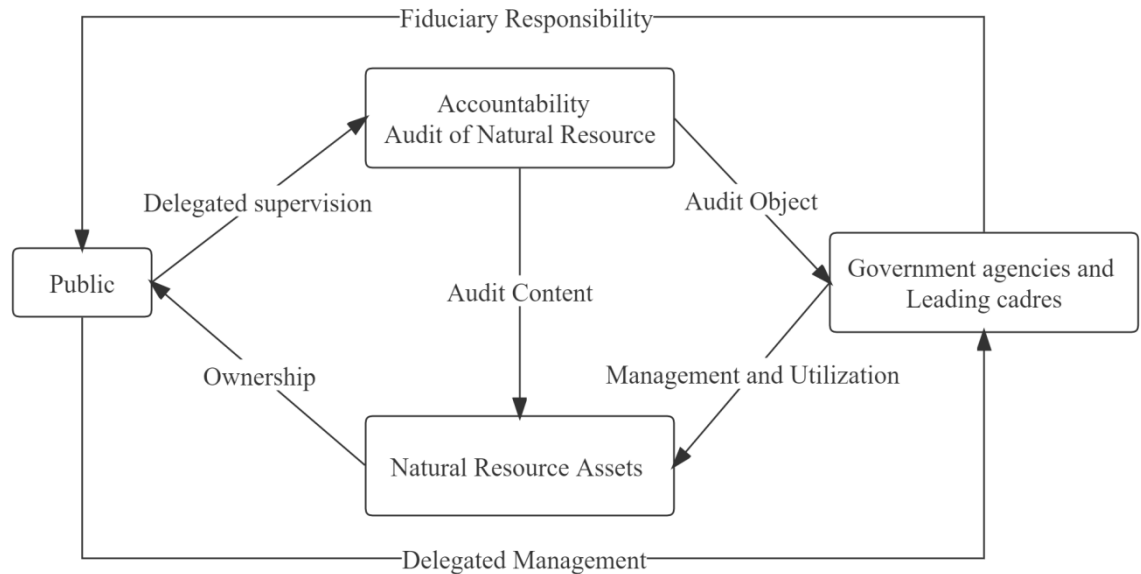 Fiduciary Responsibility
Accountability
Audit of Natural Resource
Delegated supervision
Audit Object
Public
Audit Content
Government agencies and
Leading cadres
Ownership
Management and Utilization
Natural Resource Assets
Delegated Management